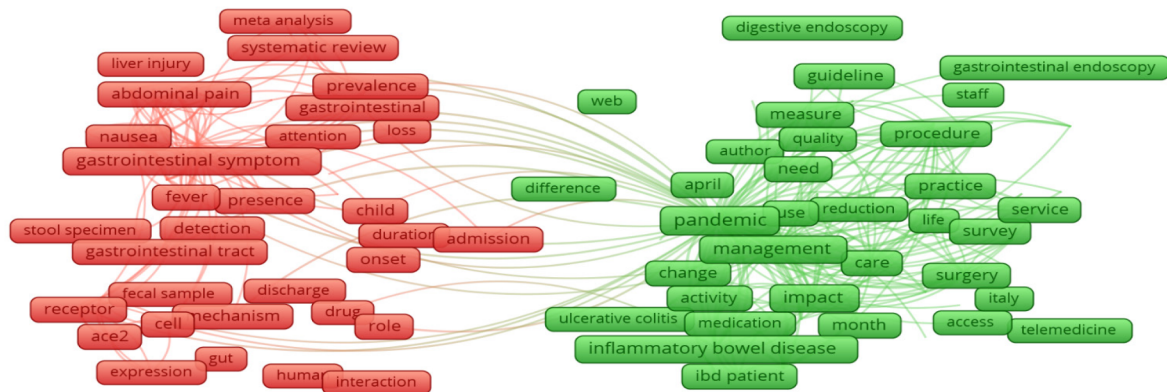 meta analysis
systematic review
liver injury
abdominal pain
prevalence
gastrointestinal
nausea
attention
loss
gastrointestinal symptom
fever
presence
child
stool specimen
detection
duration
admission
gastrointestinal tract
onset
fecal sample
discharge
receptor
mechanism
drug
cell
role
ace2
gut
expression
human
interaction
digestive endoscopy
gastrointestinal endoscopy
guideline
web
staff
measure
procedure
quality
author
need
difference
april
practice
pandemic
use
reduction
life
service
survey
management
care
change
surgery
activity
impact
italy
ulcerative colitis
medication
month
access
telemedicine
inflammatory bowel disease
ibd patient